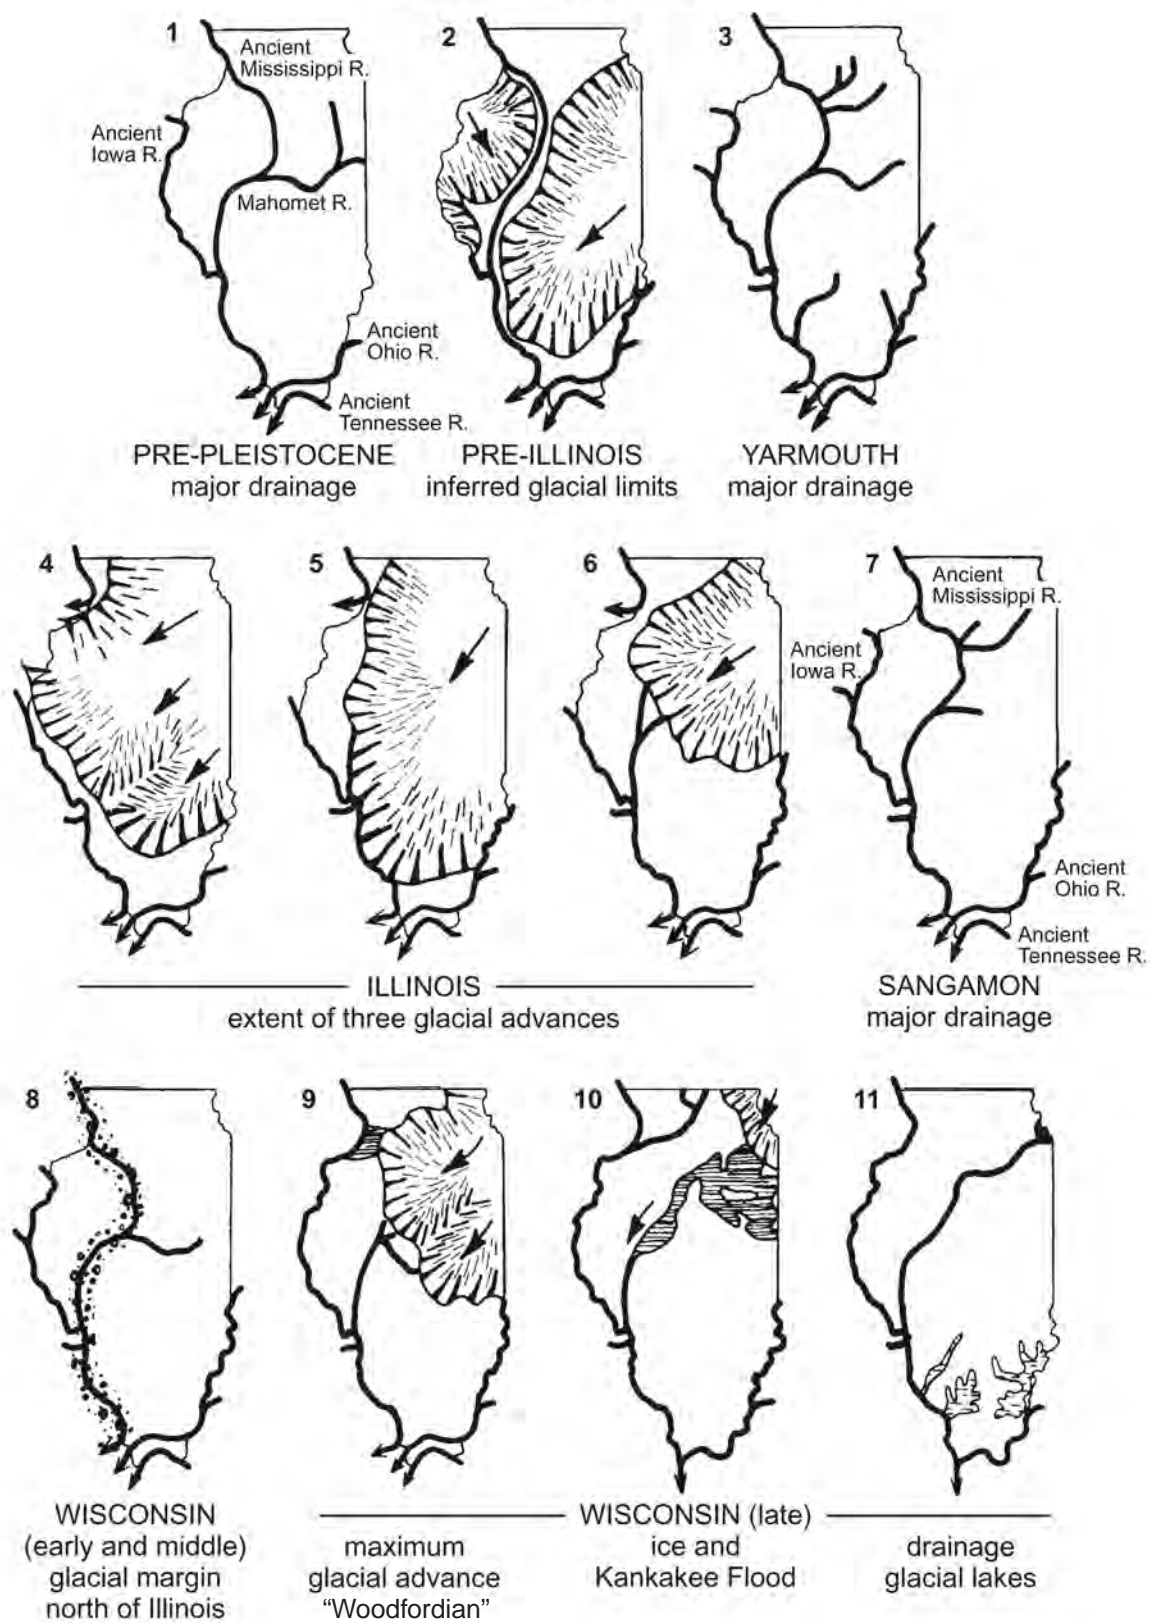 1
Ancient
Mississippi R.
Ancient
Iowa R.
Mahomet R.
Ancient
Ohio R.
Ancient
Tennessee R.
PRE-PLEISTOCENE
major drainage
2
PRE-ILLINOIS
inferred glacial limits
3
YARMOUTH
major drainage
4
5
6
ILLINOIS
extent of three glacial advances
7
Ancient
Mississippi R.
Ancient
Iowa R.
Ancient
Ohio R.
Ancient
Tennessee R.
SANGAMON
major drainage
8
WISCONSIN
(early and middle)
glacial margin
north of Illinois
9
10
11
WISCONSIN (late)
maximum
glacial advance
“Woodfordian”
ice and
Kankakee Flood
drainage
glacial lakes